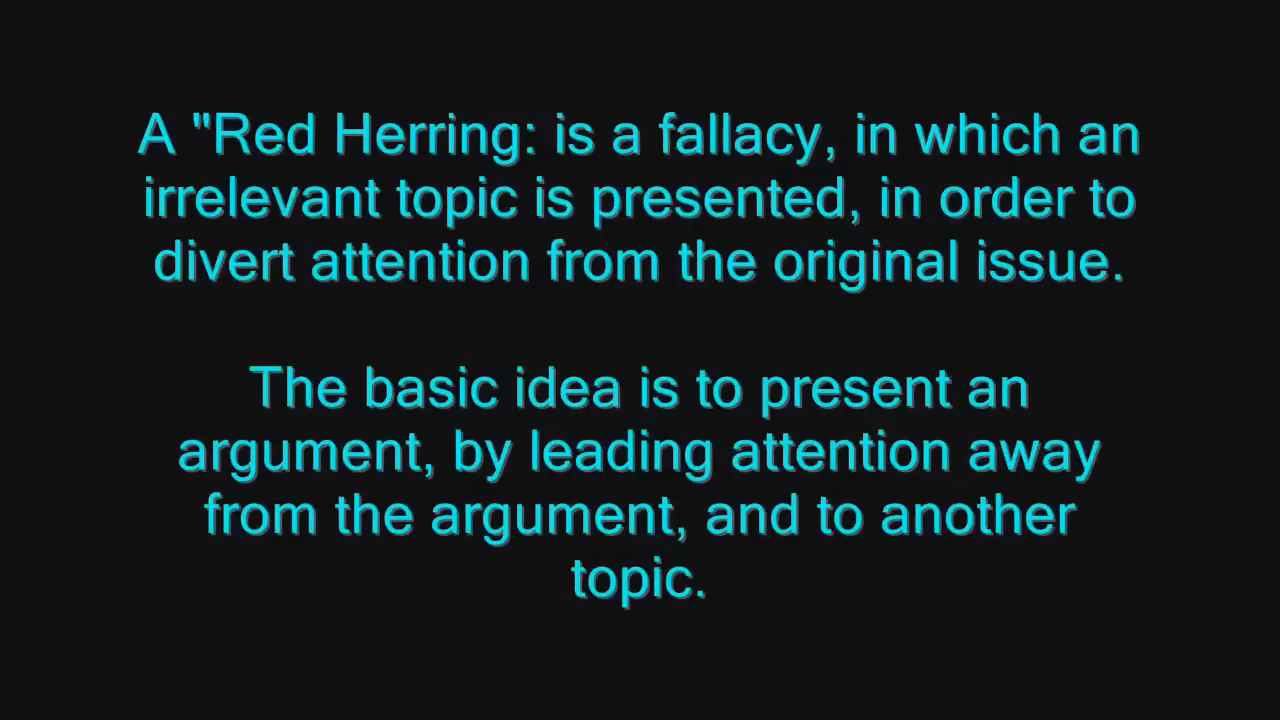 A "Red Herring: is a fallacy, in which an
irrelevant topic is presented, in order to
divert attention from the original issue.
The basic idea is to present an
argument, by leading attention away
from the argument, and to another
topic.